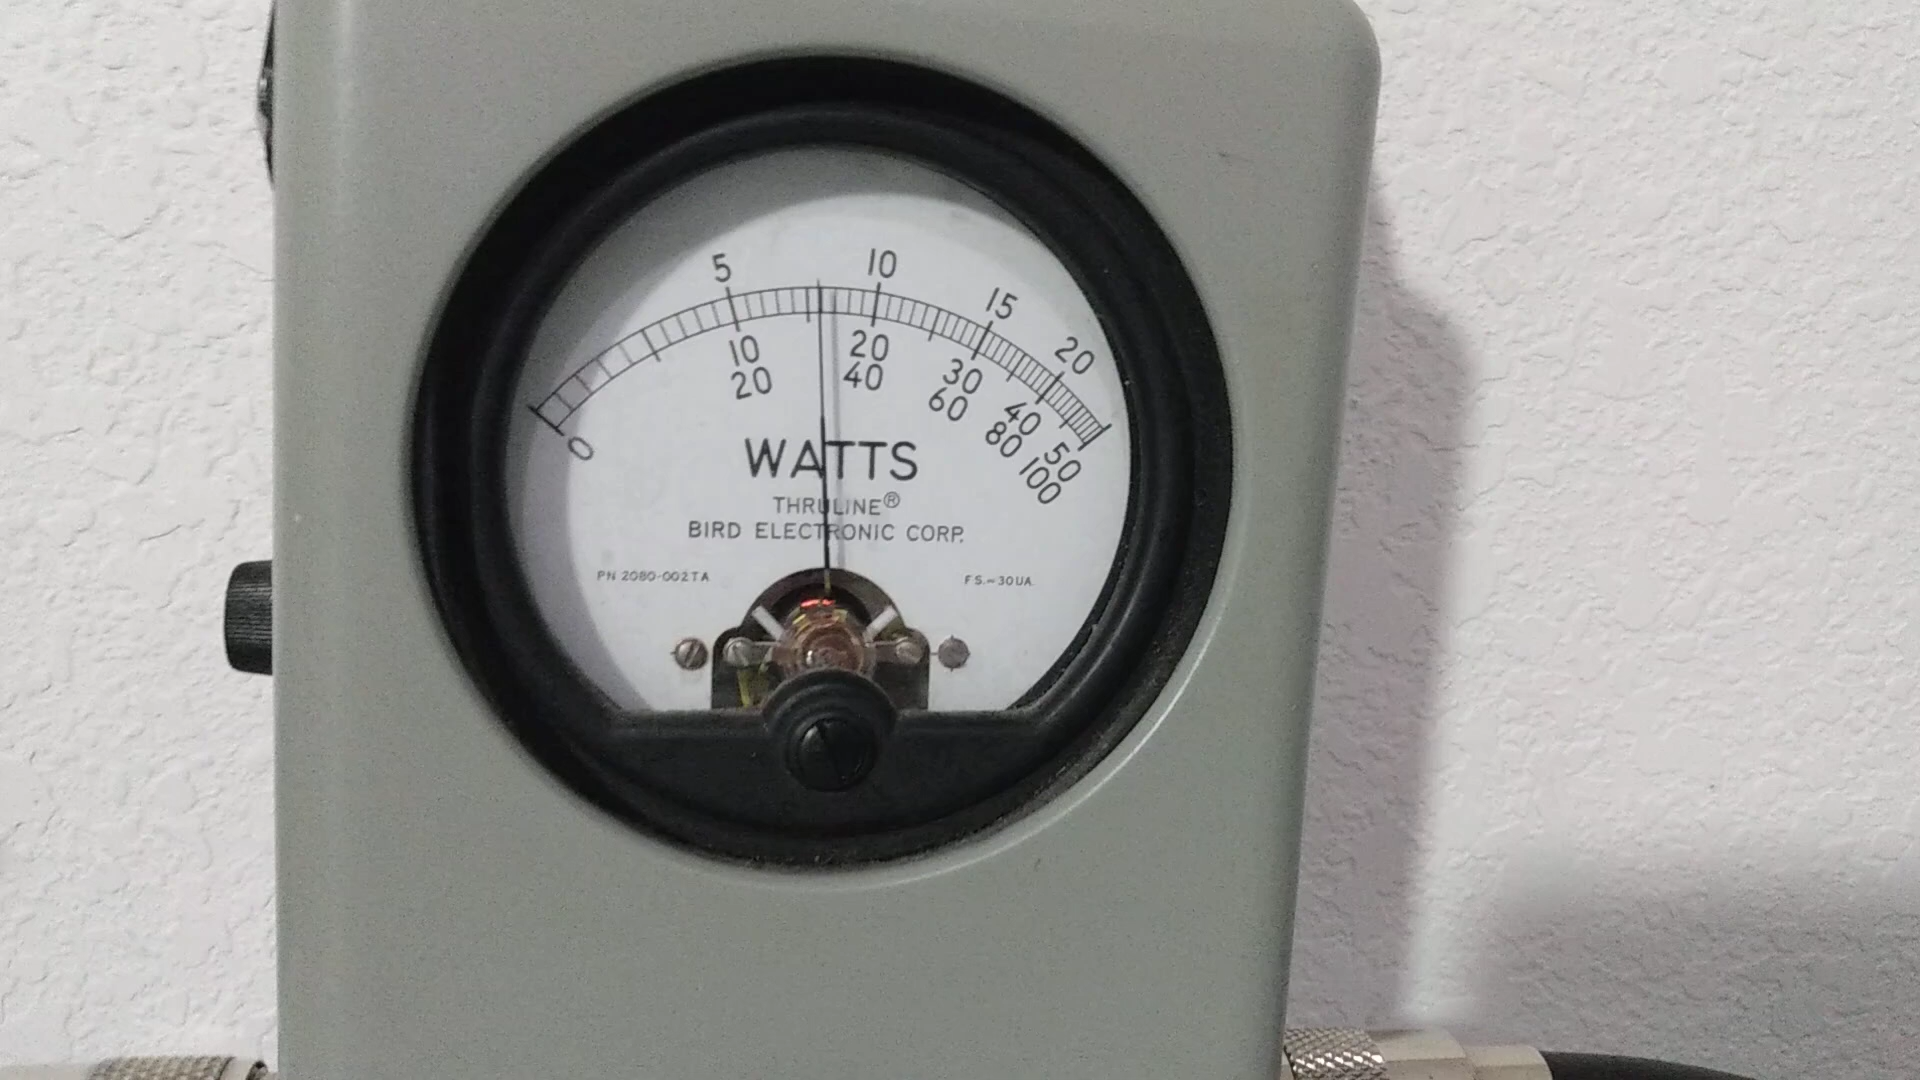 5 10 15 20
0 10 20 30 40 50
20 40 60 80 100
WATTS
THRULINE®
BIRD ELECTRONIC CORP.
PN 2080-002TA FS.=30UA.